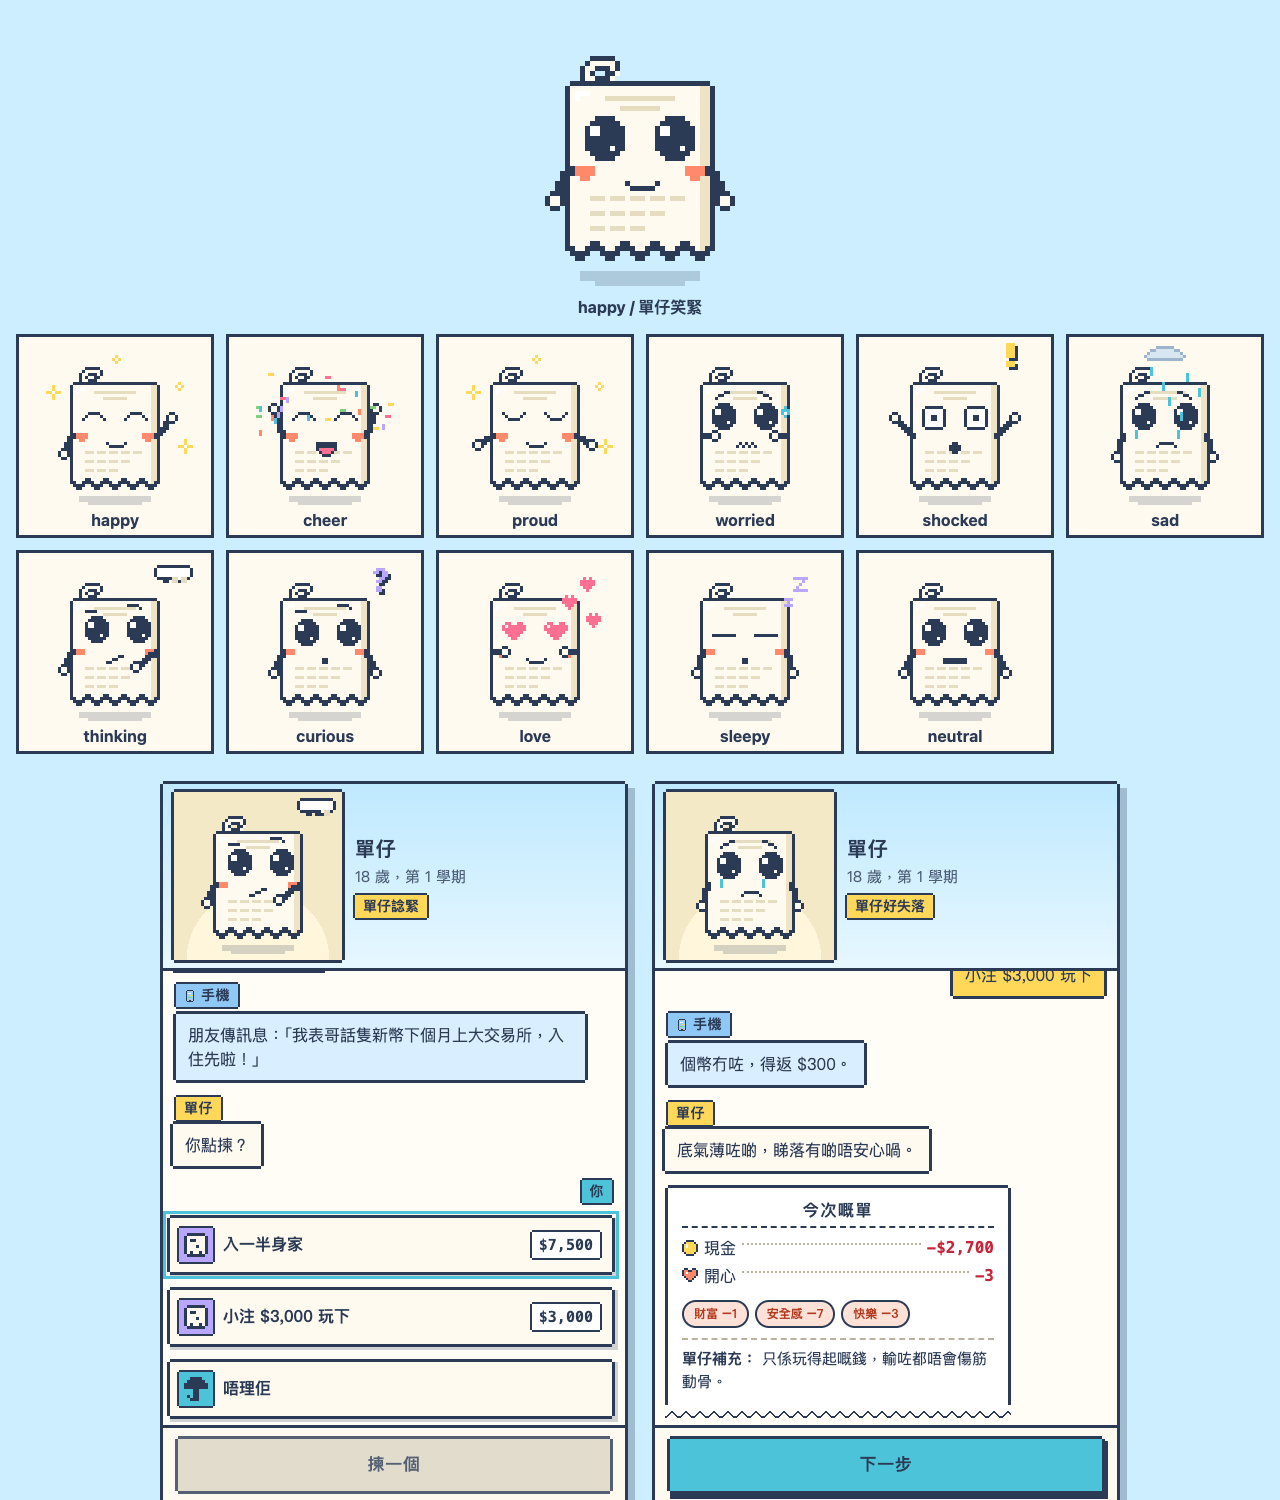 happy / 單仔笑緊
happy
cheer
proud
worried
shocked
sad
thinking
curious
love
sleepy
neutral
單仔
18 歲，第 1 學期
單仔諗緊
手機
朋友傳訊息：「我表哥話隻新幣下個月上大交易所，入
住先啦！」
單仔
你點揀？
你
入一半身家
$7,500
小注 $3,000 玩下
$3,000
唔理佢
揀一個
單仔
18 歲，第 1 學期
單仔好失落
小注 $3,000 玩下
手機
個幣冇咗，得返 $300。
單仔
底氣薄咗啲，睇落有啲唔安心喎。
今次嘅單
現金 −$2,700
開心 −3
財富 −1 安全感 −7 快樂 −3
單仔補充： 只係玩得起嘅錢，輸咗都唔會傷筋
動骨。
下一步